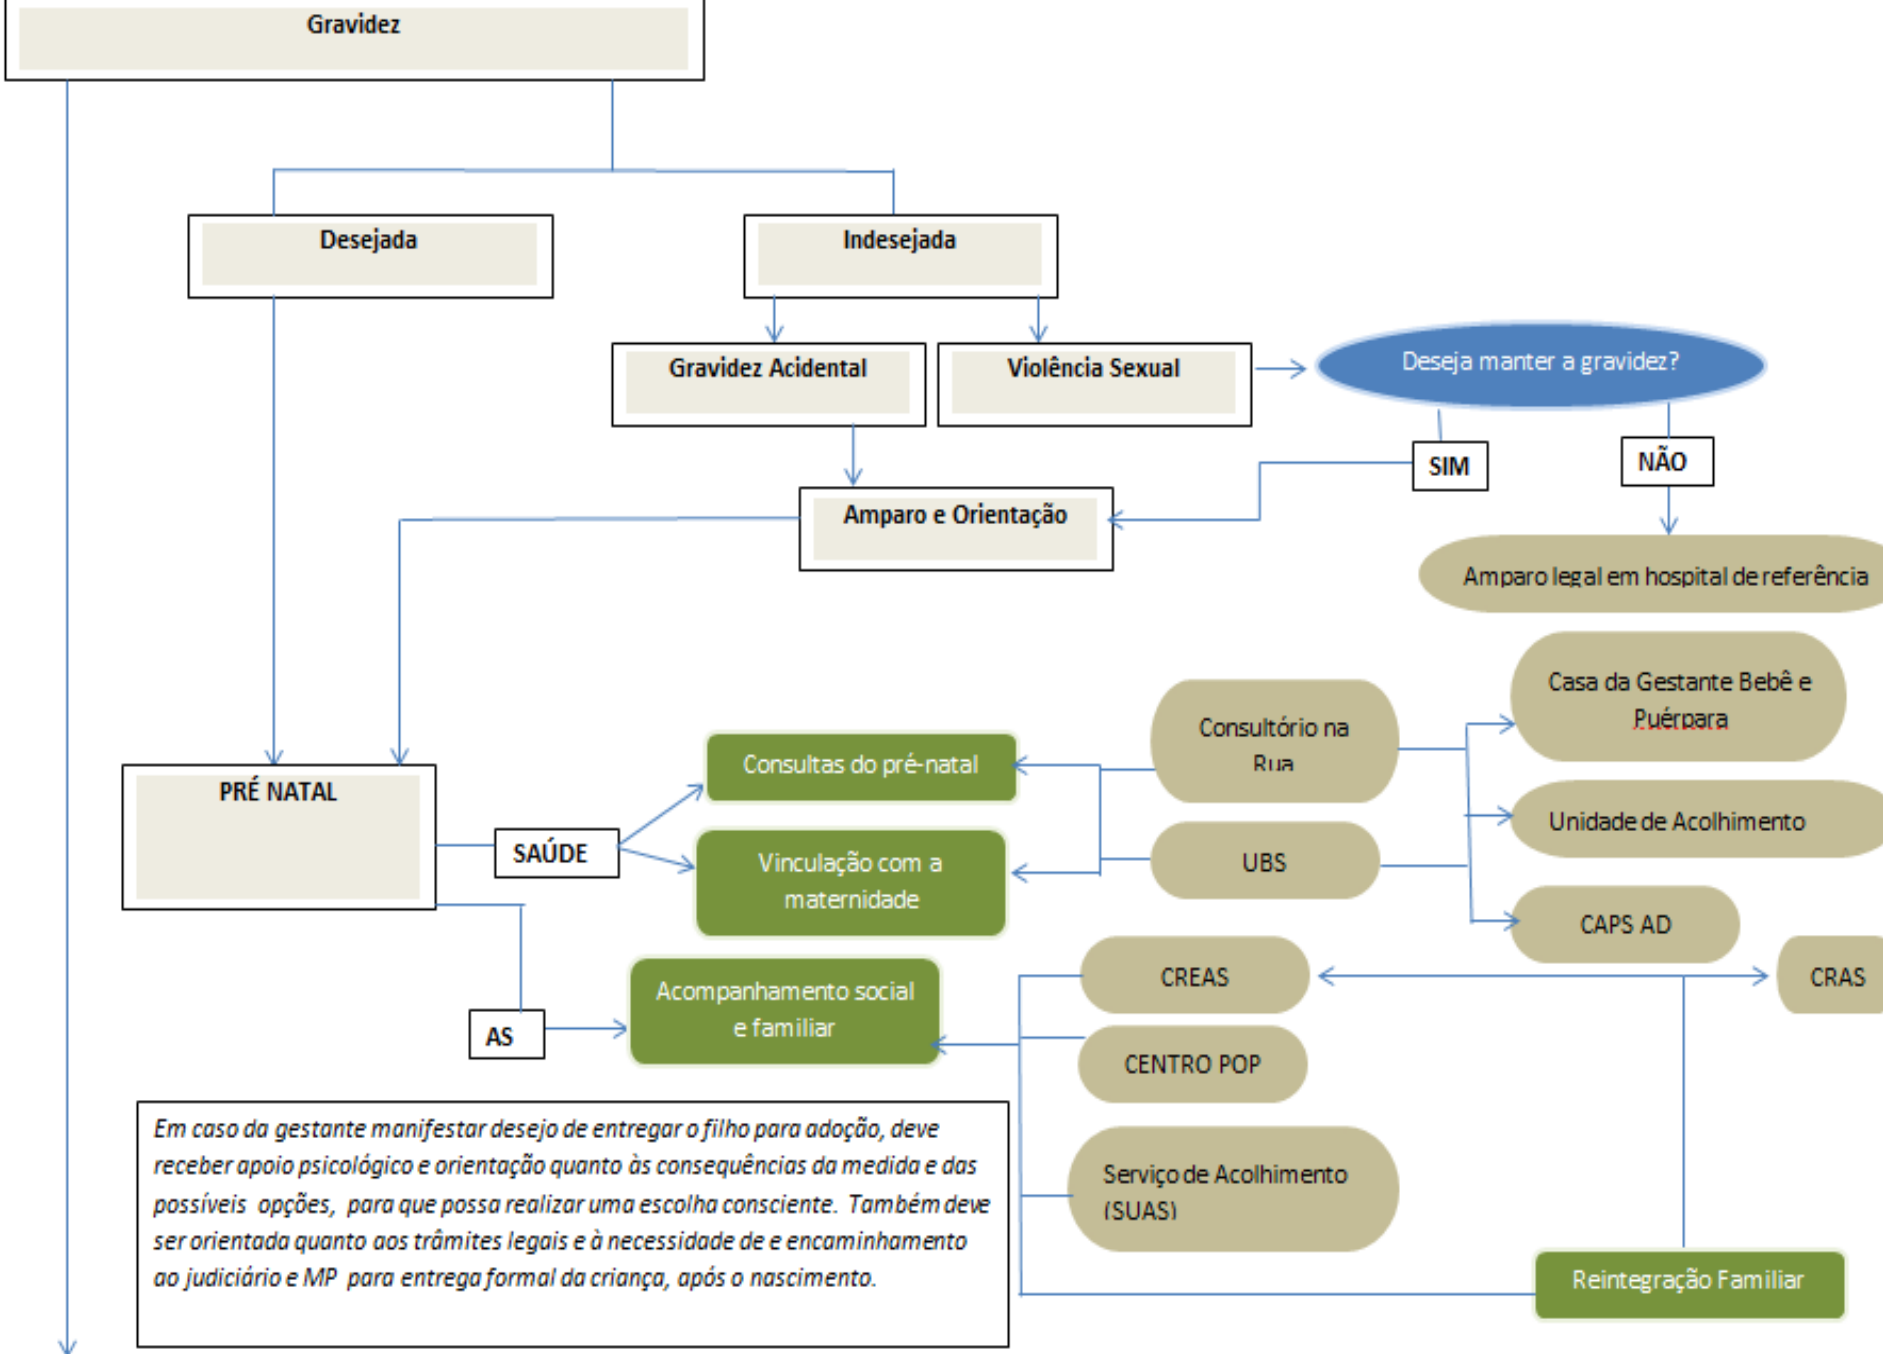 Gravidez
Desejada
Indesejada
Gravidez Acidental
Violência Sexual
Deseja manter a gravidez?
SIM
NÃO
Amparo e Orientação
Amparo legal em hospital de referência
Casa da Gestante Bebê e
Puérpara
Consultório na
Rua
Consultas do pré-natal
PRÉ NATAL
SAÚDE
Unidade de Acolhimento
Vinculação com a
maternidade
UBS
CAPS AD
CREAS
CRAS
Acompanhamento social
e familiar
AS
CENTRO POP
Em caso da gestante manifestar desejo de entregar o filho para adoção, deve
receber apoio psicológico e orientação quanto às consequências da medida e das
possíveis opções, para que possa realizar uma escolha consciente. Também deve
ser orientada quanto aos trâmites legais e à necessidade de e encaminhamento
ao judiciário e MP para entrega formal da criança, após o nascimento.
Serviço de Acolhimento
(SUAS)
Reintegração Familiar